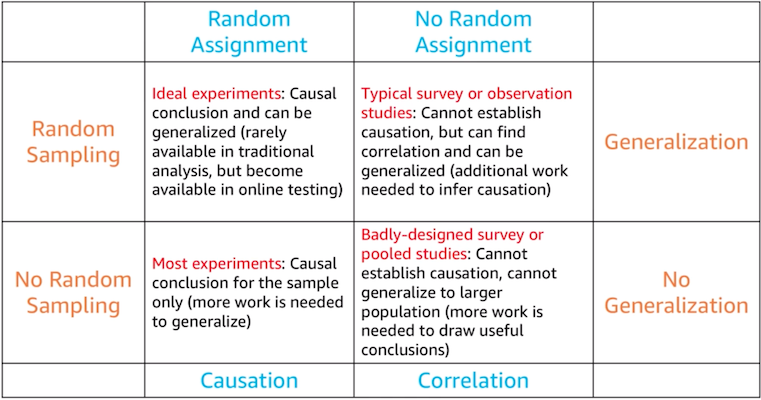 Random
Assignment
No Random
Assignment
Random
Sampling
Ideal experiments: Causal
conclusion and can be
generalized (rarely
available in traditional
analysis, but become
available in online testing)
Typical survey or observation
studies: Cannot establish
causation, but can find
correlation and can be
generalized (additional work
needed to infer causation)
Generalization
No Random
Sampling
Most experiments: Causal
conclusion for the sample
only (more work is needed
to generalize)
Badly-designed survey or
pooled studies: Cannot
establish causation, cannot
generalize to larger
population (more work is
needed to draw useful
conclusions)
No
Generalization
Causation
Correlation